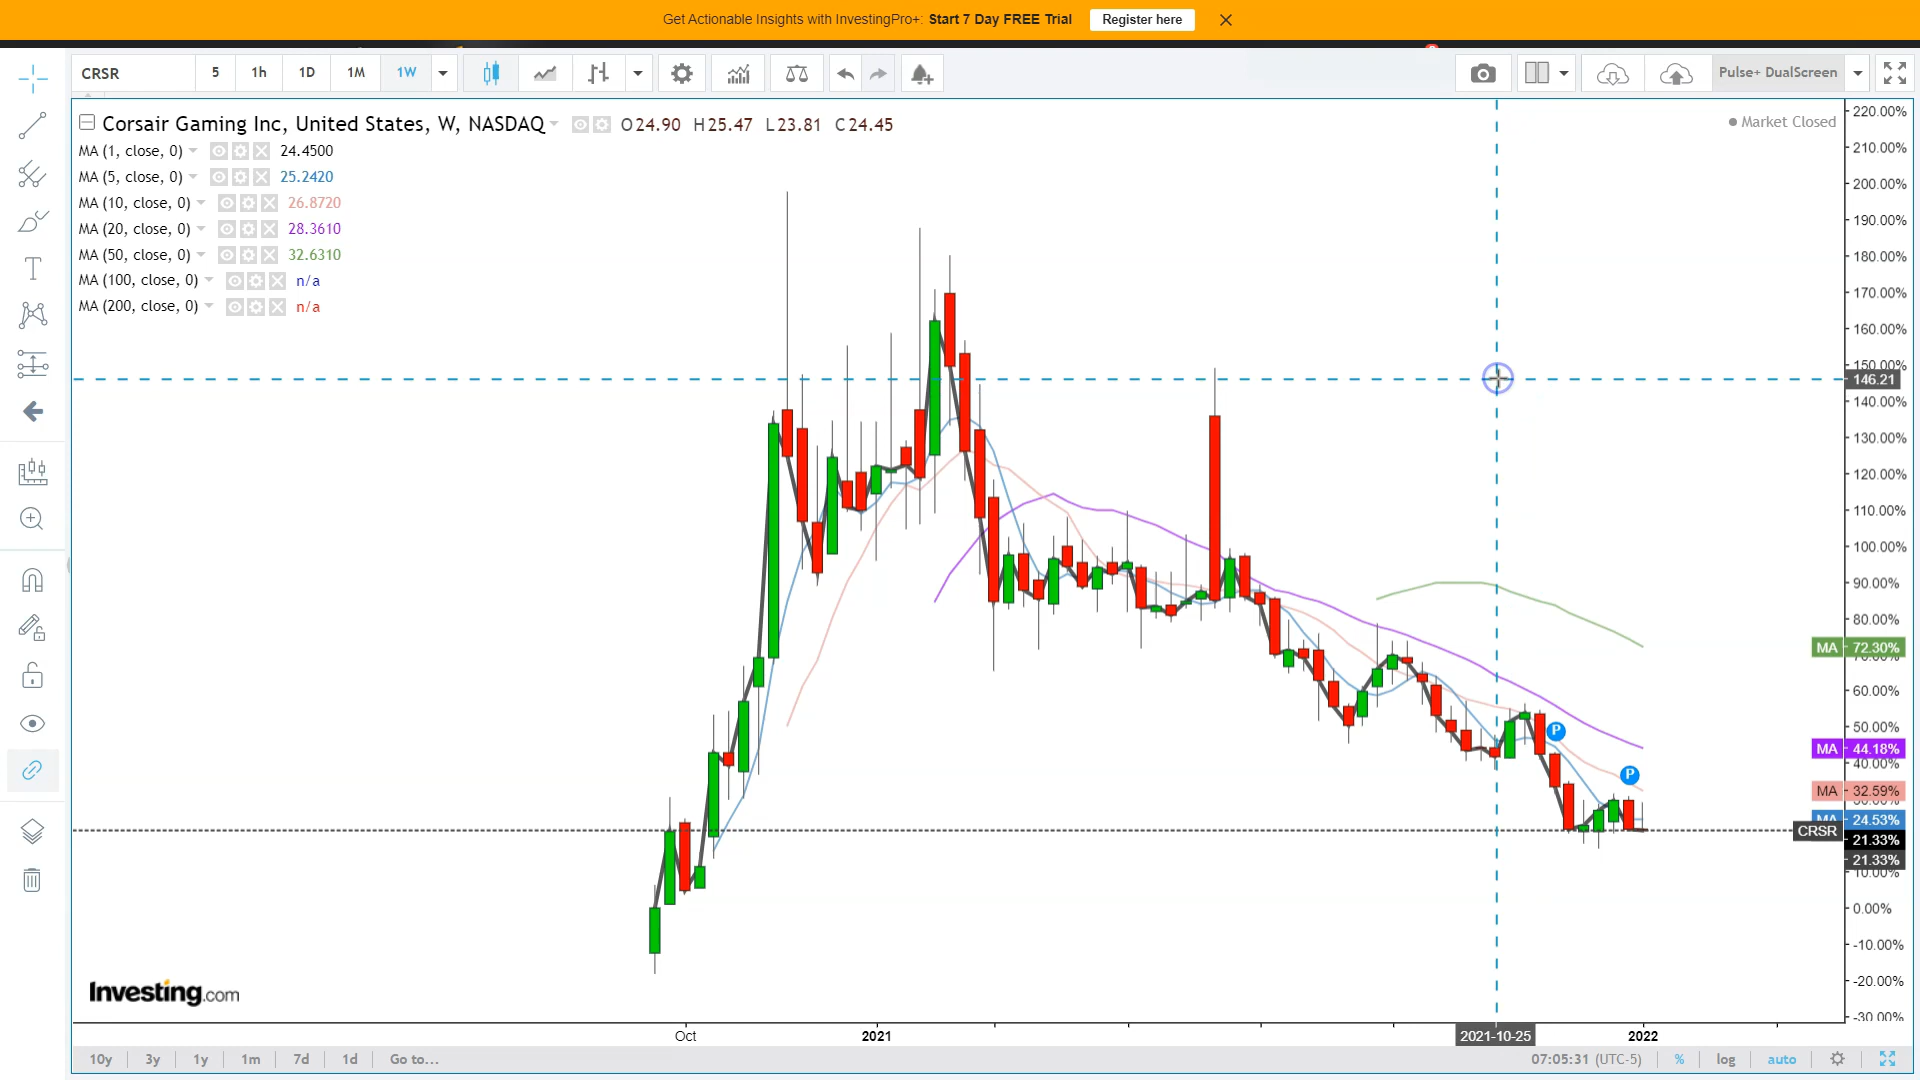 Get Actionable Insights with InvestingPro+: Start 7 Day FREE Trial Register here
CRSR 5 1h 1D 1M 1W Pulse+ DualScreen
Corsair Gaming Inc, United States, W, NASDAQ O24.90 H25.47 L23.81 C24.45
Market Closed
MA (1, close, 0) 24.4500
MA (5, close, 0) 25.2420
MA (10, close, 0) 26.8720
MA (20, close, 0) 28.3610
MA (50, close, 0) 32.6310
MA (100, close, 0) n/a
MA (200, close, 0) n/a
220.00%
210.00%
200.00%
190.00%
180.00%
170.00%
160.00%
150.00%
146.21
140.00%
130.00%
120.00%
110.00%
100.00%
90.00%
80.00%
MA 72.30%
60.00%
50.00%
MA 44.18%
40.00%
MA 32.59%
MA 24.53%
CRSR 21.33%
21.33%
10.00%
0.00%
-10.00%
-20.00%
-30.00%
P
P
Investing.com
Oct 2021 2021-10-25 2022
10y 3y 1y 1m 7d 1d Go to... 07:05:31 (UTC-5) % log auto